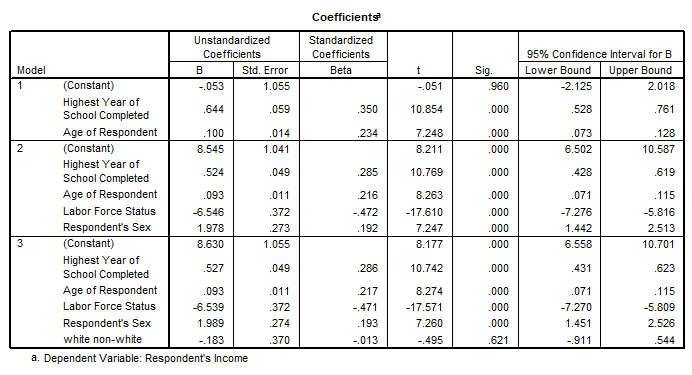 Coefficientsa
Unstandardized Coefficients Standardized Coefficients 95% Confidence Interval for B
Model B Std. Error Beta t Sig. Lower Bound Upper Bound
1 (Constant) -.053 1.055 -.051 .960 -2.125 2.018
Highest Year of School Completed .644 .059 .350 10.854 .000 .528 .761
Age of Respondent .100 .014 .234 7.248 .000 .073 .128
2 (Constant) 8.545 1.041 8.211 .000 6.502 10.587
Highest Year of School Completed .524 .049 .285 10.769 .000 .428 .619
Age of Respondent .093 .011 .216 8.263 .000 .071 .115
Labor Force Status -6.546 .372 -.472 -17.610 .000 -7.276 -5.816
Respondent's Sex 1.978 .273 .192 7.247 .000 1.442 2.513
3 (Constant) 8.630 1.055 8.177 .000 6.558 10.701
Highest Year of School Completed .527 .049 .286 10.742 .000 .431 .623
Age of Respondent .093 .011 .217 8.274 .000 .071 .115
Labor Force Status -6.539 .372 -.471 -17.571 .000 -7.270 -5.809
Respondent's Sex 1.989 .274 .193 7.260 .000 1.451 2.526
white non-white -.183 .370 -.013 -.495 .621 -.911 .544
a. Dependent Variable: Respondent's Income